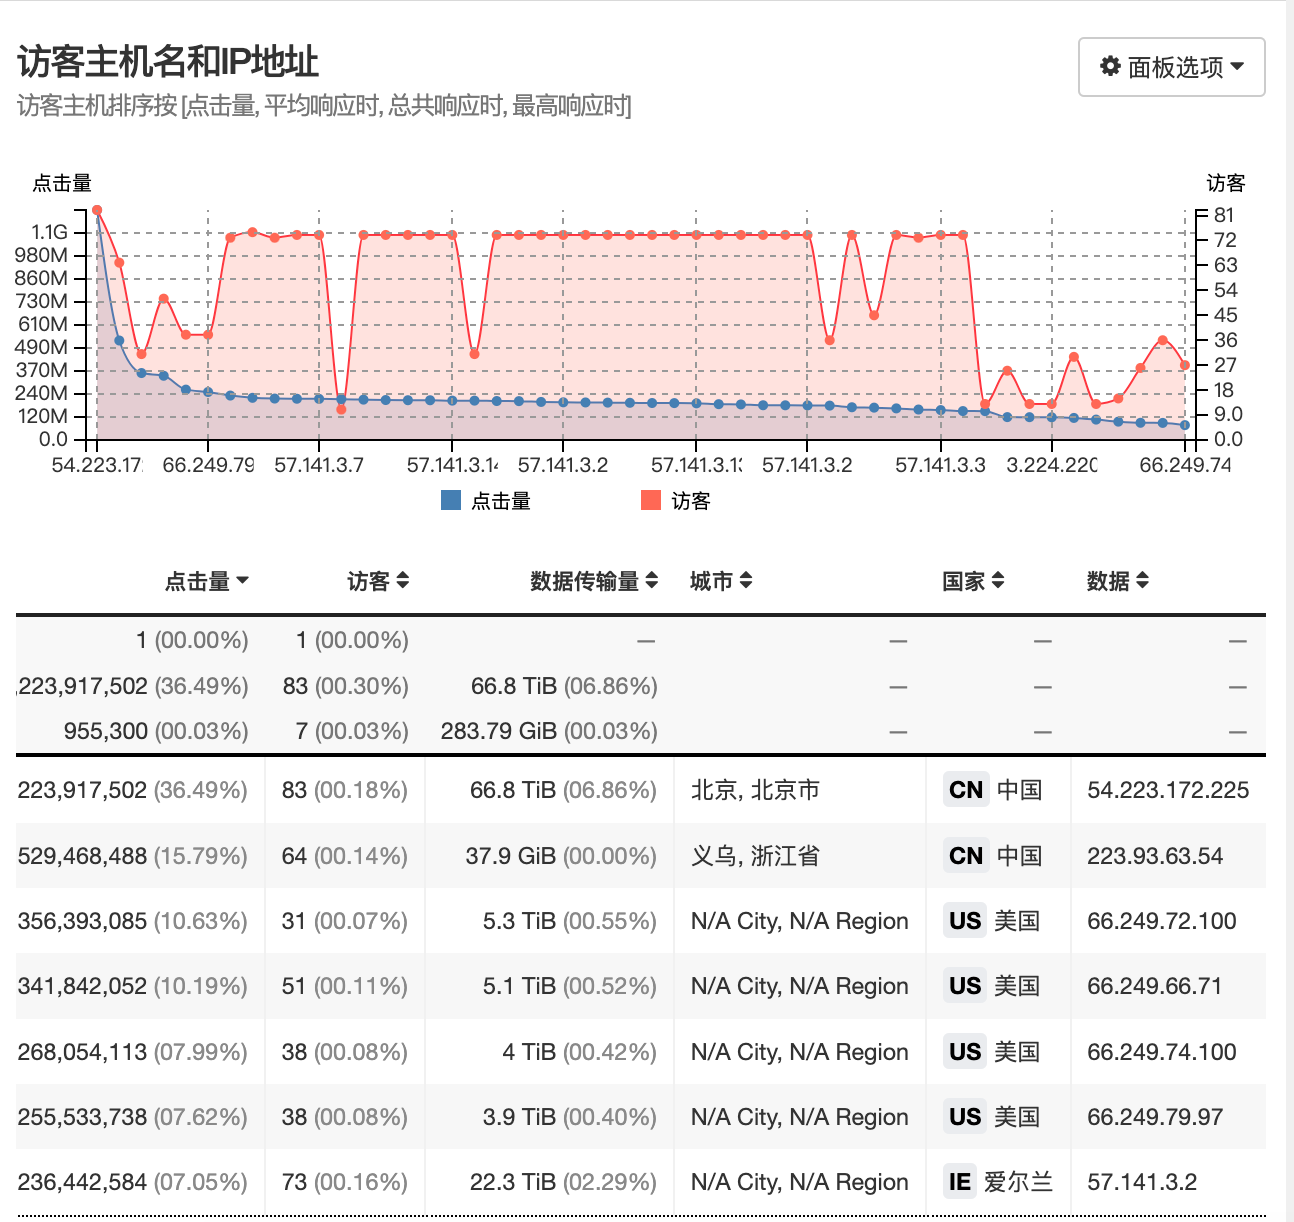 访客主机名和IP地址
面板选项
访客主机排序按 [点击量, 平均响应时, 总共响应时, 最高响应时]
点击量 访客
1.1G
980M
860M
730M
610M
490M
370M
240M
120M
0.0
81
72
63
54
45
36
27
18
9.0
0.0
54.223.17 66.249.79 57.141.3.7 57.141.3.1 57.141.3.2 57.141.3.1 57.141.3.2 57.141.3.3 3.224.220 66.249.74
点击量 访客
点击量 访客 数据传输量 城市 国家 数据
1 (00.00%) 1 (00.00%) — — — —
,223,917,502 (36.49%) 83 (00.30%) 66.8 TiB (06.86%) — — —
955,300 (00.03%) 7 (00.03%) 283.79 GiB (00.03%) — — —
223,917,502 (36.49%) 83 (00.18%) 66.8 TiB (06.86%) 北京, 北京市 CN 中国 54.223.172.225
529,468,488 (15.79%) 64 (00.14%) 37.9 GiB (00.00%) 义乌, 浙江省 CN 中国 223.93.63.54
356,393,085 (10.63%) 31 (00.07%) 5.3 TiB (00.55%) N/A City, N/A Region US 美国 66.249.72.100
341,842,052 (10.19%) 51 (00.11%) 5.1 TiB (00.52%) N/A City, N/A Region US 美国 66.249.66.71
268,054,113 (07.99%) 38 (00.08%) 4 TiB (00.42%) N/A City, N/A Region US 美国 66.249.74.100
255,533,738 (07.62%) 38 (00.08%) 3.9 TiB (00.40%) N/A City, N/A Region US 美国 66.249.79.97
236,442,584 (07.05%) 73 (00.16%) 22.3 TiB (02.29%) N/A City, N/A Region IE 爱尔兰 57.141.3.2